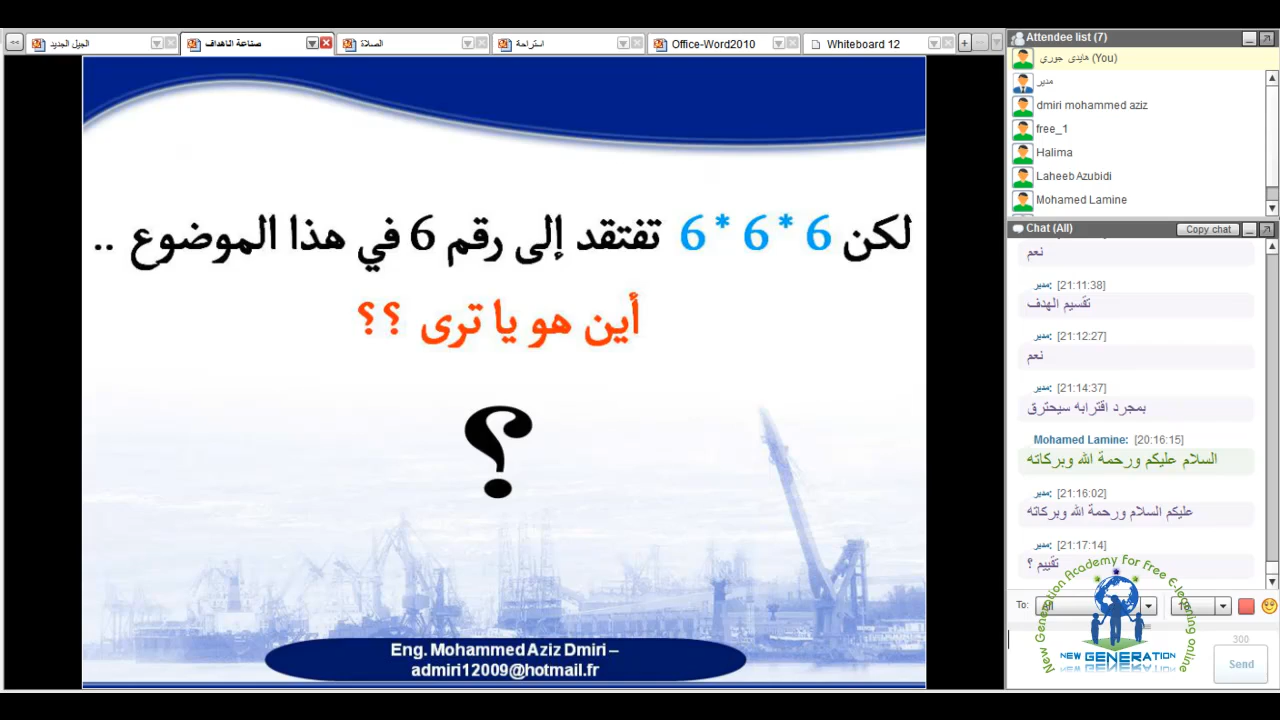 <<
الجيل الجديد
صناعة الاهداف
الصلاة
استراحة
Office-Word2010
Whiteboard 12
لكن 6 * 6 * 6 تفتقد إلى رقم 6 في هذا الموضوع ..
أين هو يا ترى ؟؟
؟
Eng. Mohammed Aziz Dmiri –
admiri12009@hotmail.fr
Attendee list (7)
هايدى جوري (You)
مدير
dmiri mohammed aziz
free_1
Halima
Laheeb Azubidi
Mohamed Lamine
Chat (All)
Copy chat
نعم
مدير: [21:11:38]
تقسيم الهدف
مدير: [21:12:27]
نعم
مدير: [21:14:37]
بمجرد اقترابه سيحترق
Mohamed Lamine: [20:16:15]
السلام عليكم ورحمة الله وبركاته
مدير: [21:16:02]
عليكم السلام ورحمة الله وبركاته
مدير: [21:17:14]
تقييم ؟
To: All
300
Send
New Generation Academy For Free E-learning online
NEW GENERATION